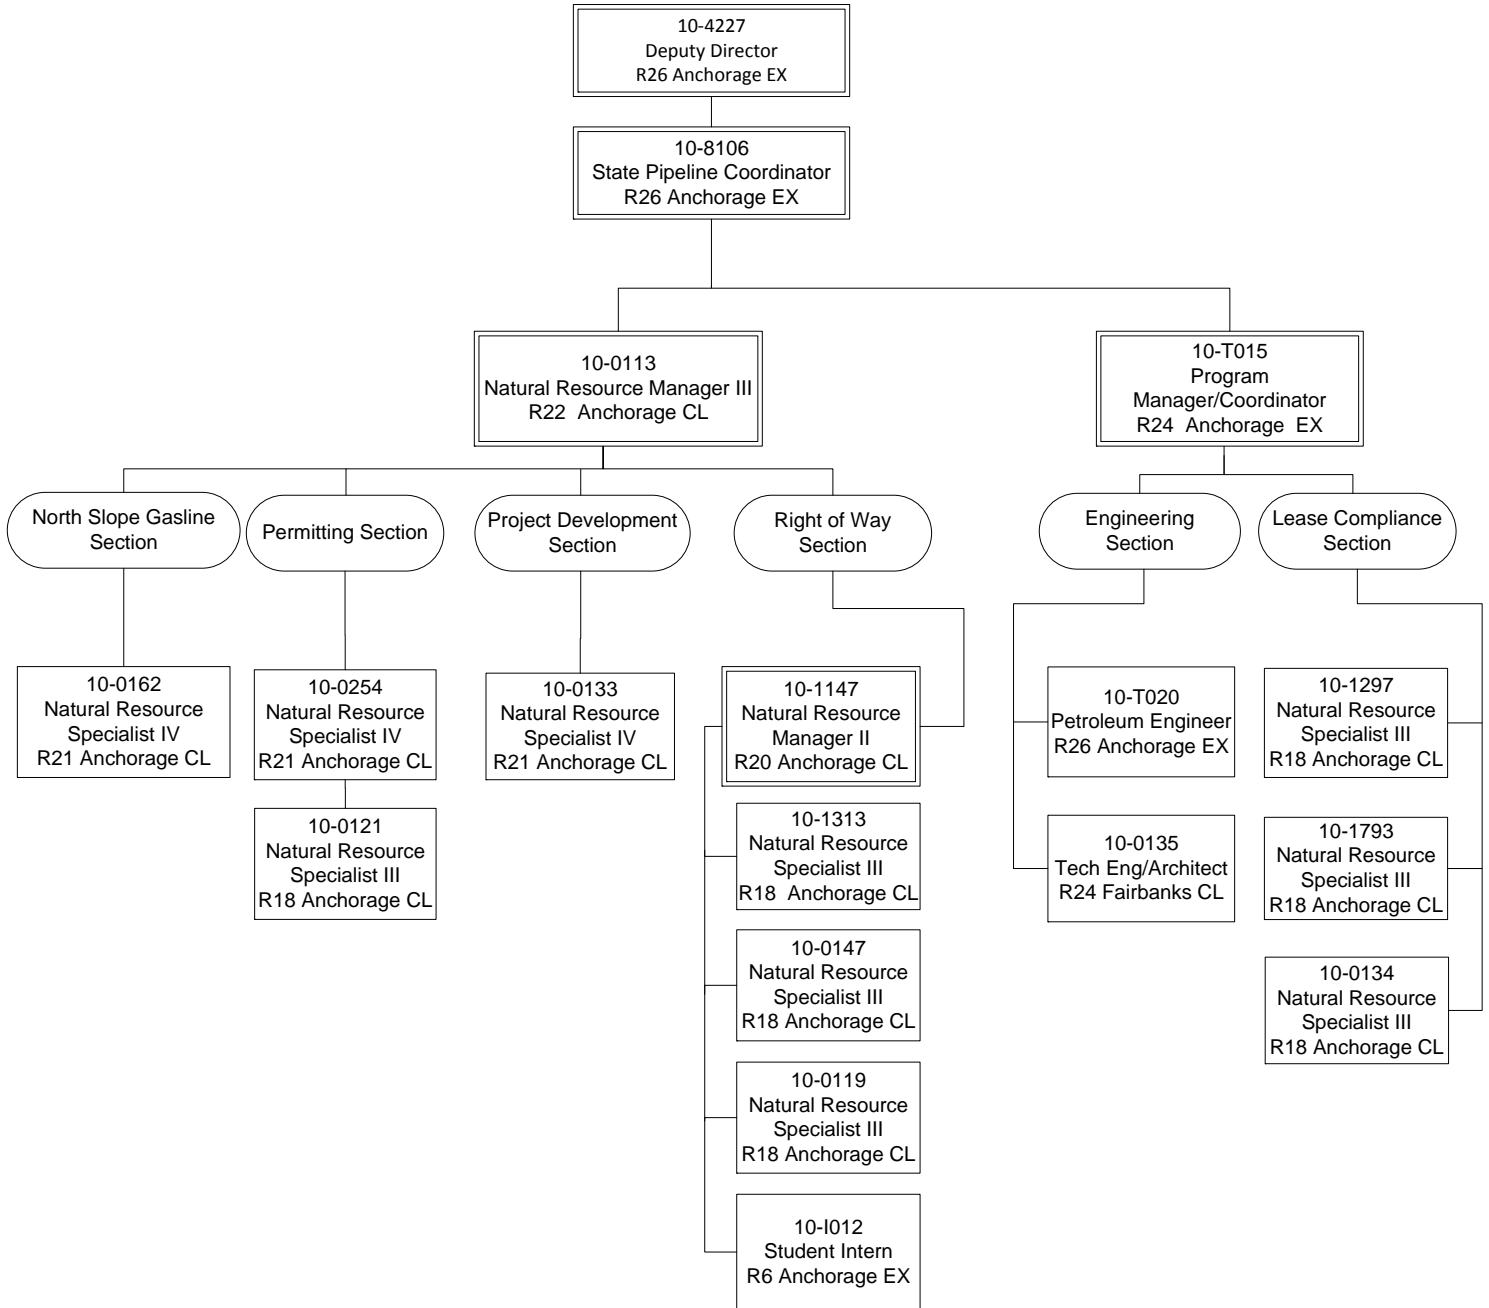 10-4227
Deputy Director
R26 Anchorage EX
10-8106
State Pipeline Coordinator
R26 Anchorage EX
10-0113
Natural Resource Manager III
R22 Anchorage CL
10-T015
Program
Manager/Coordinator
R24 Anchorage EX
North Slope Gasline
Section
Permitting Section
Project Development
Section
Right of Way
Section
Engineering
Section
Lease Compliance
Section
10-0162
Natural Resource
Specialist IV
R21 Anchorage CL
10-0254
Natural Resource
Specialist IV
R21 Anchorage CL
10-0121
Natural Resource
Specialist III
R18 Anchorage CL
10-0133
Natural Resource
Specialist IV
R21 Anchorage CL
10-1147
Natural Resource
Manager II
R20 Anchorage CL
10-1313
Natural Resource
Specialist III
R18 Anchorage CL
10-0147
Natural Resource
Specialist III
R18 Anchorage CL
10-0119
Natural Resource
Specialist III
R18 Anchorage CL
10-I012
Student Intern
R6 Anchorage EX
10-T020
Petroleum Engineer
R26 Anchorage EX
10-0135
Tech Eng/Architect
R24 Fairbanks CL
10-1297
Natural Resource
Specialist III
R18 Anchorage CL
10-1793
Natural Resource
Specialist III
R18 Anchorage CL
10-0134
Natural Resource
Specialist III
R18 Anchorage CL